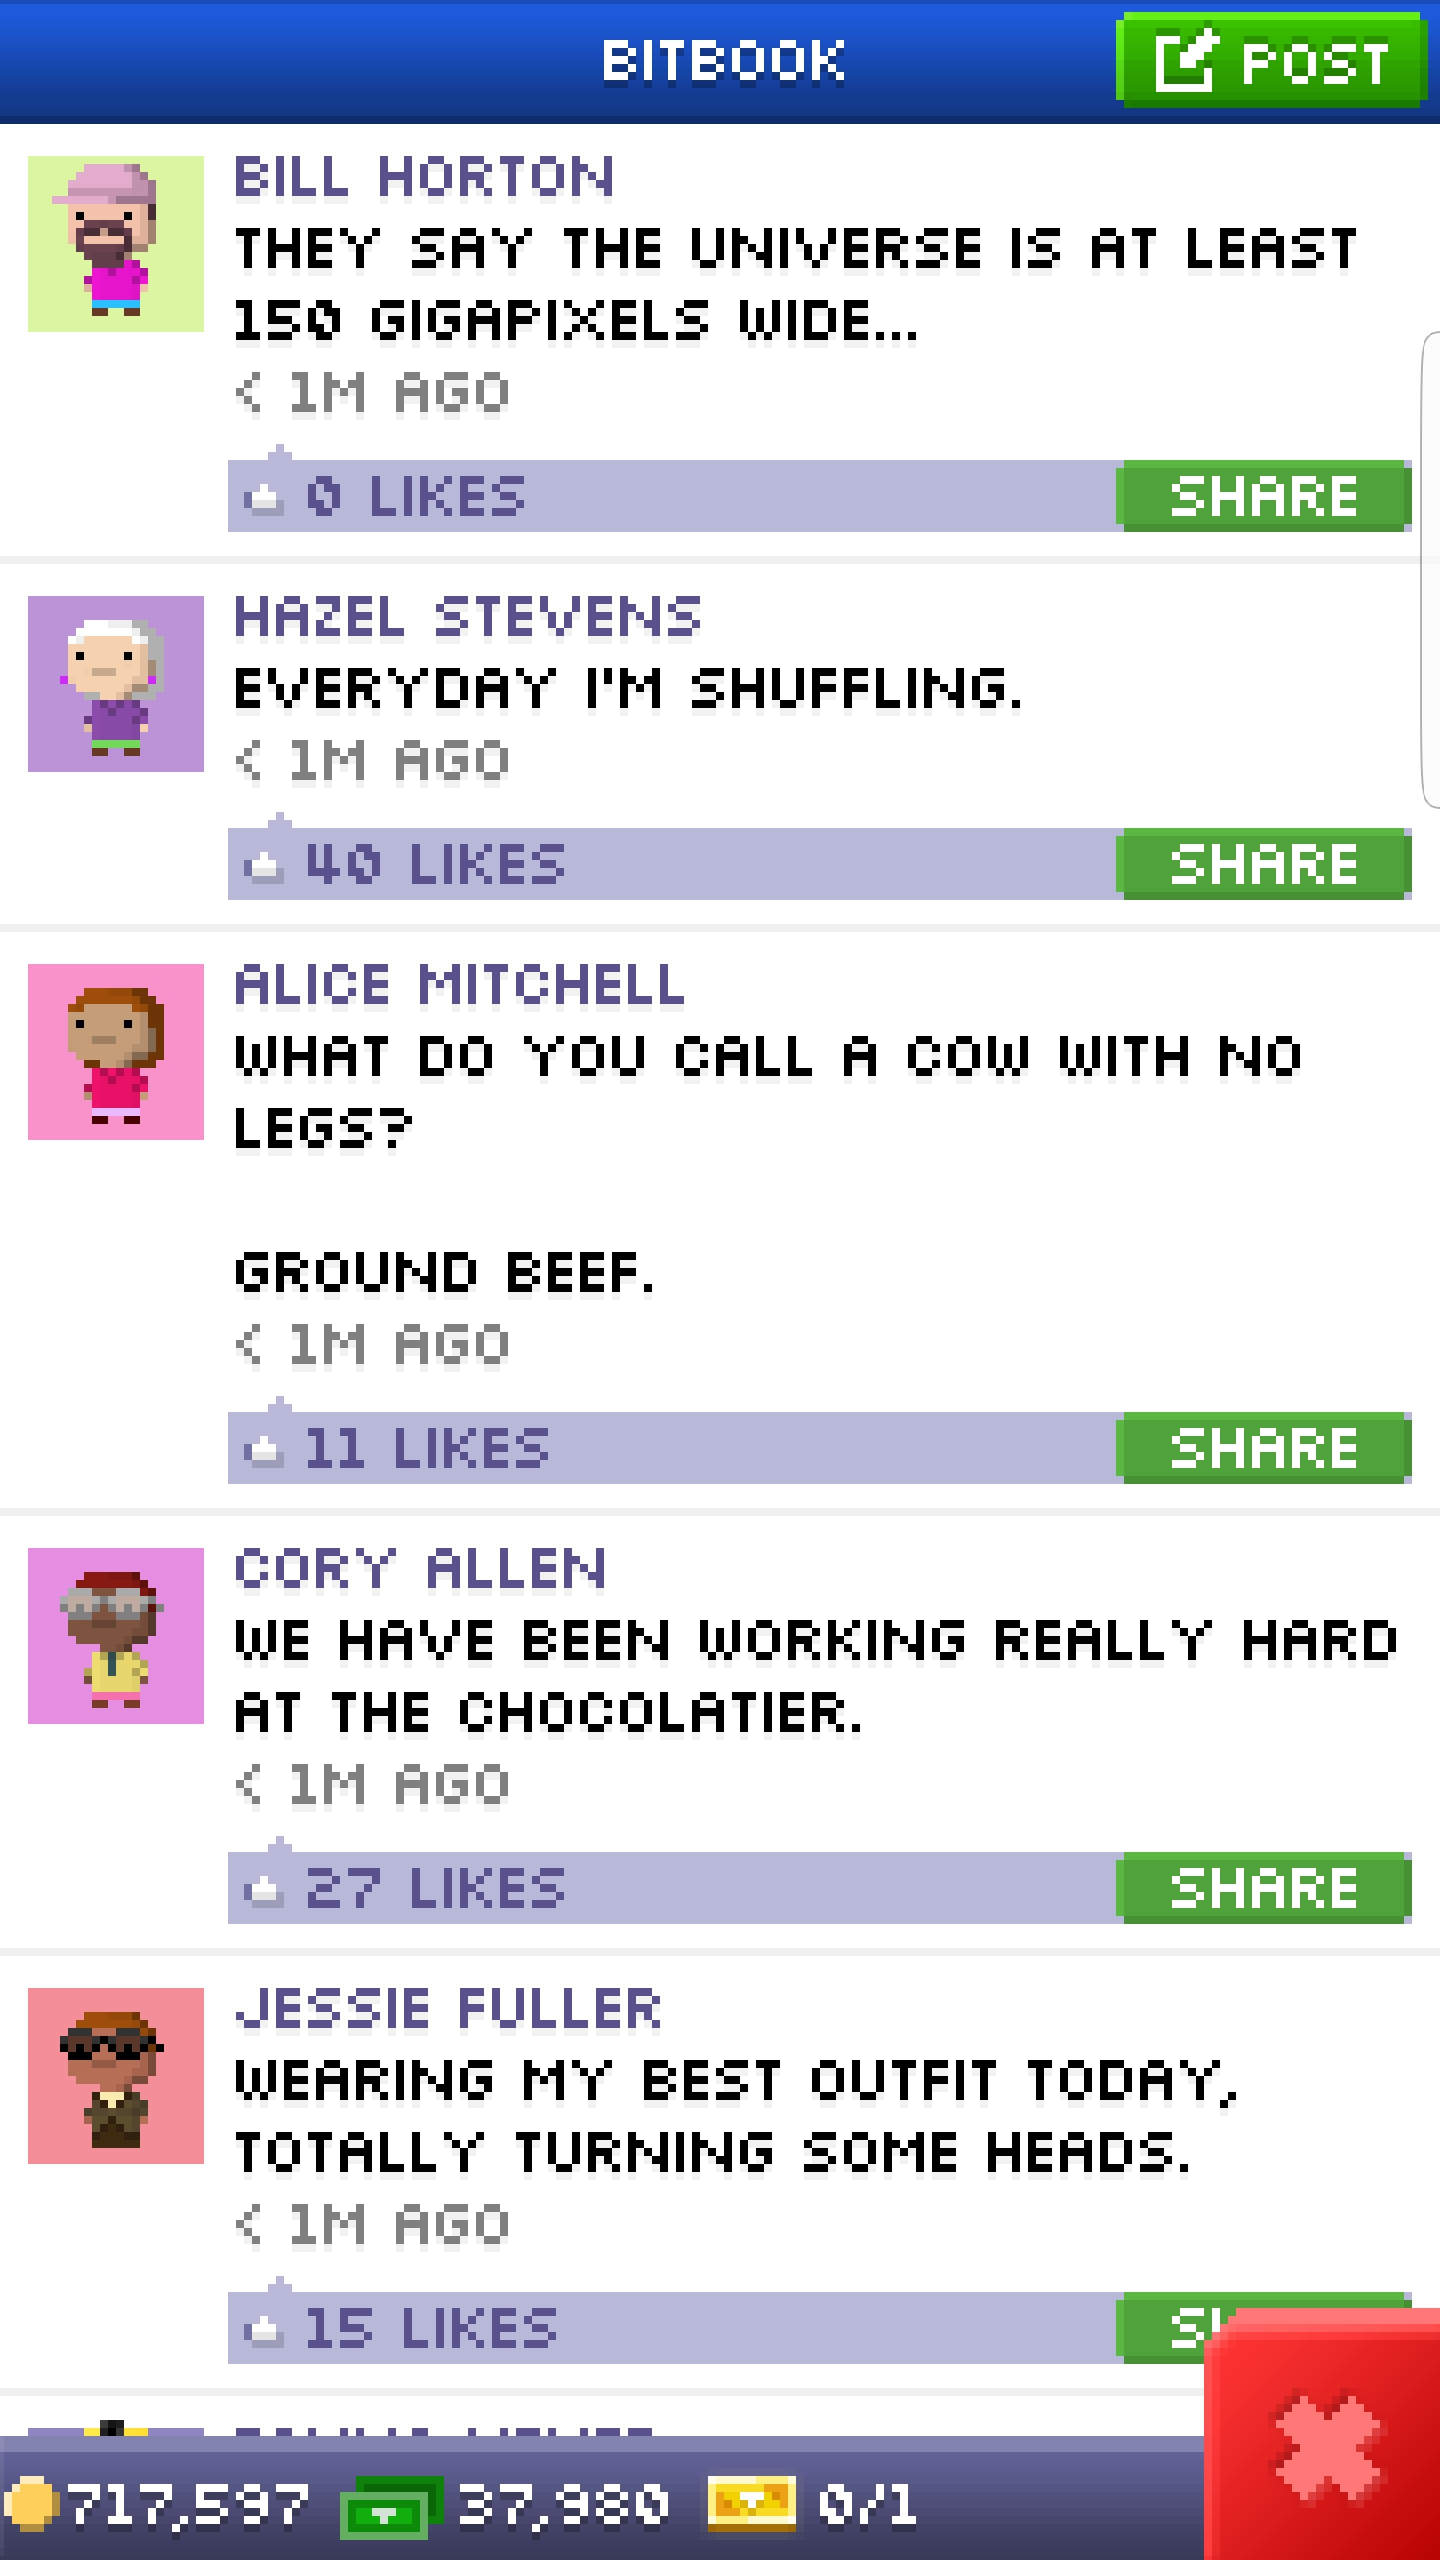 BITBOOK
POST
BILL HORTON
THEY SAY THE UNIVERSE IS AT LEAST
150 GIGAPIXELS WIDE...
< 1M AGO
0 LIKES
SHARE
HAZEL STEVENS
EVERYDAY I'M SHUFFLING.
< 1M AGO
40 LIKES
SHARE
ALICE MITCHELL
WHAT DO YOU CALL A COW WITH NO
LEGS?
GROUND BEEF.
< 1M AGO
11 LIKES
SHARE
CORY ALLEN
WE HAVE BEEN WORKING REALLY HARD
AT THE CHOCOLATIER.
< 1M AGO
27 LIKES
SHARE
JESSIE FULLER
WEARING MY BEST OUTFIT TODAY,
TOTALLY TURNING SOME HEADS.
< 1M AGO
15 LIKES
717,597
37,980
0/1